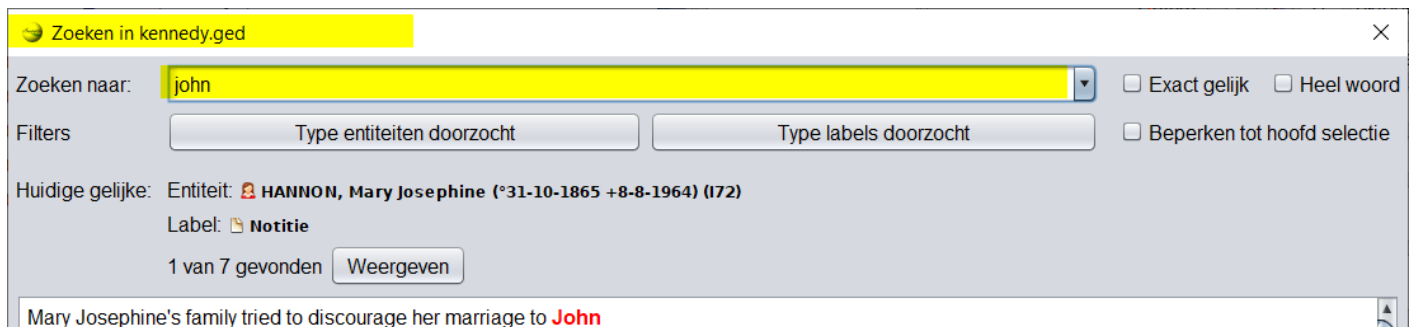 Zoeken in kennedy.ged
Zoeken naar: john Exact gelijk Heel woord
Filters Type entiteiten doorzocht Type labels doorzocht Beperken tot hoofd selectie
Huidige gelijke: Entiteit: HANNON, Mary Josephine (°31-10-1865 +8-8-1964) (I72)
Label: Notitie
1 van 7 gevonden Weergeven
Mary Josephine's family tried to discourage her marriage to John